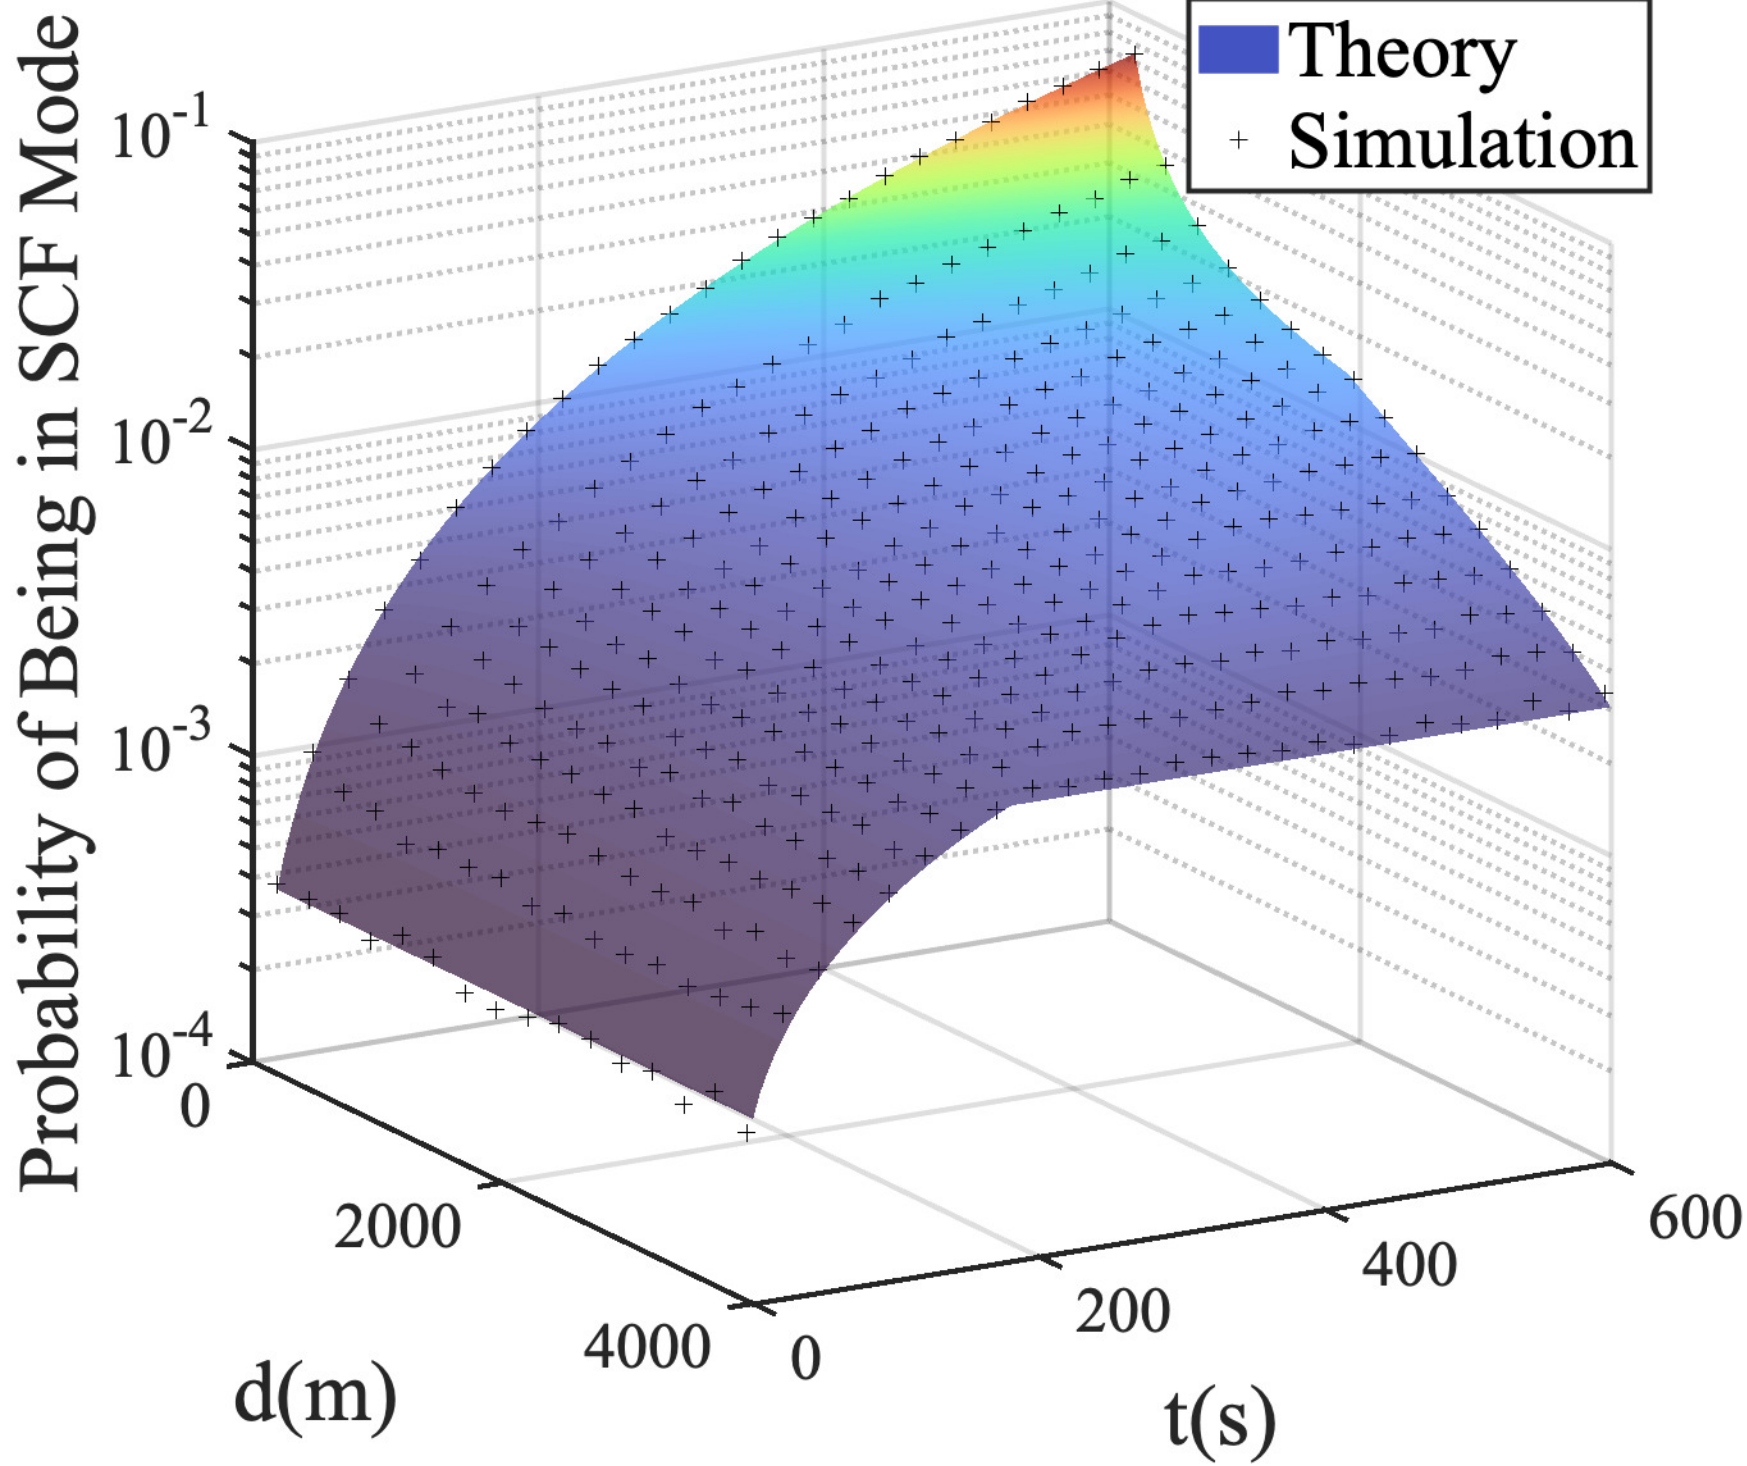 Theory
Simulation
Probability of Being in SCF Mode
10^-1
10^-2
10^-3
10^-4
0
2000
4000
d(m)
0
200
400
600
t(s)